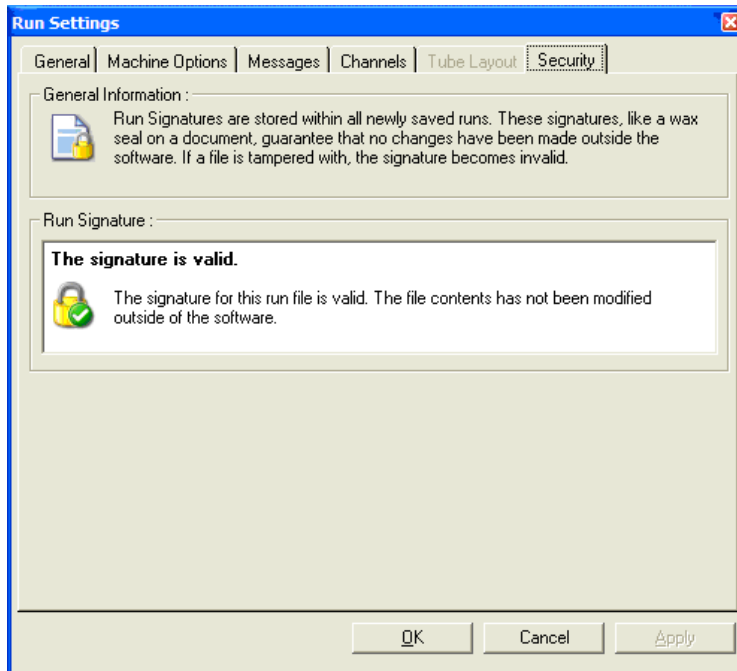 Run Settings
General Machine Options Messages Channels Tube Layout Security
General Information :
Run Signatures are stored within all newly saved runs. These signatures, like a wax
seal on a document, guarantee that no changes have been made outside the
software. If a file is tampered with, the signature becomes invalid.
Run Signature :
The signature is valid.
The signature for this run file is valid. The file contents has not been modified
outside of the software.
OK Cancel Apply